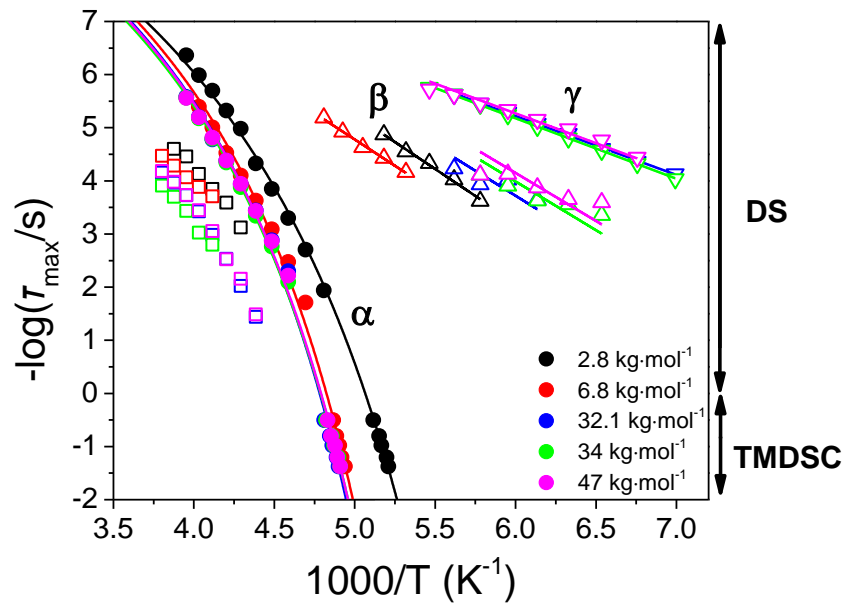 7
6
5
4
3
2
1
0
-1
-2
-log(τmax/s)
β
γ
α
2.8 kg·mol⁻¹
6.8 kg·mol⁻¹
32.1 kg·mol⁻¹
34 kg·mol⁻¹
47 kg·mol⁻¹
DS
TMDSC
3.5 4.0 4.5 5.0 5.5 6.0 6.5 7.0
1000/T (K⁻¹)